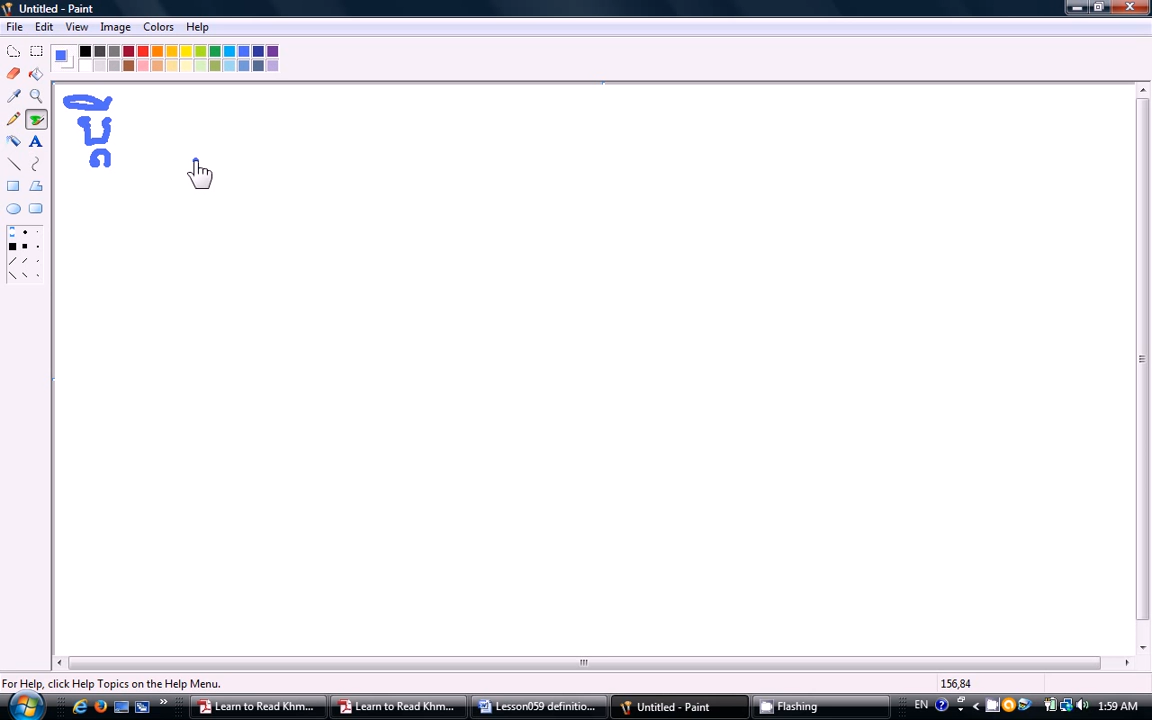 Untitled - Paint
File Edit View Image Colors Help
For Help, click Help Topics on the Help Menu.
156,84
Learn to Read Khm...
Learn to Read Khm...
Lesson059 definitio...
Untitled - Paint
Flashing
EN
1:59 AM